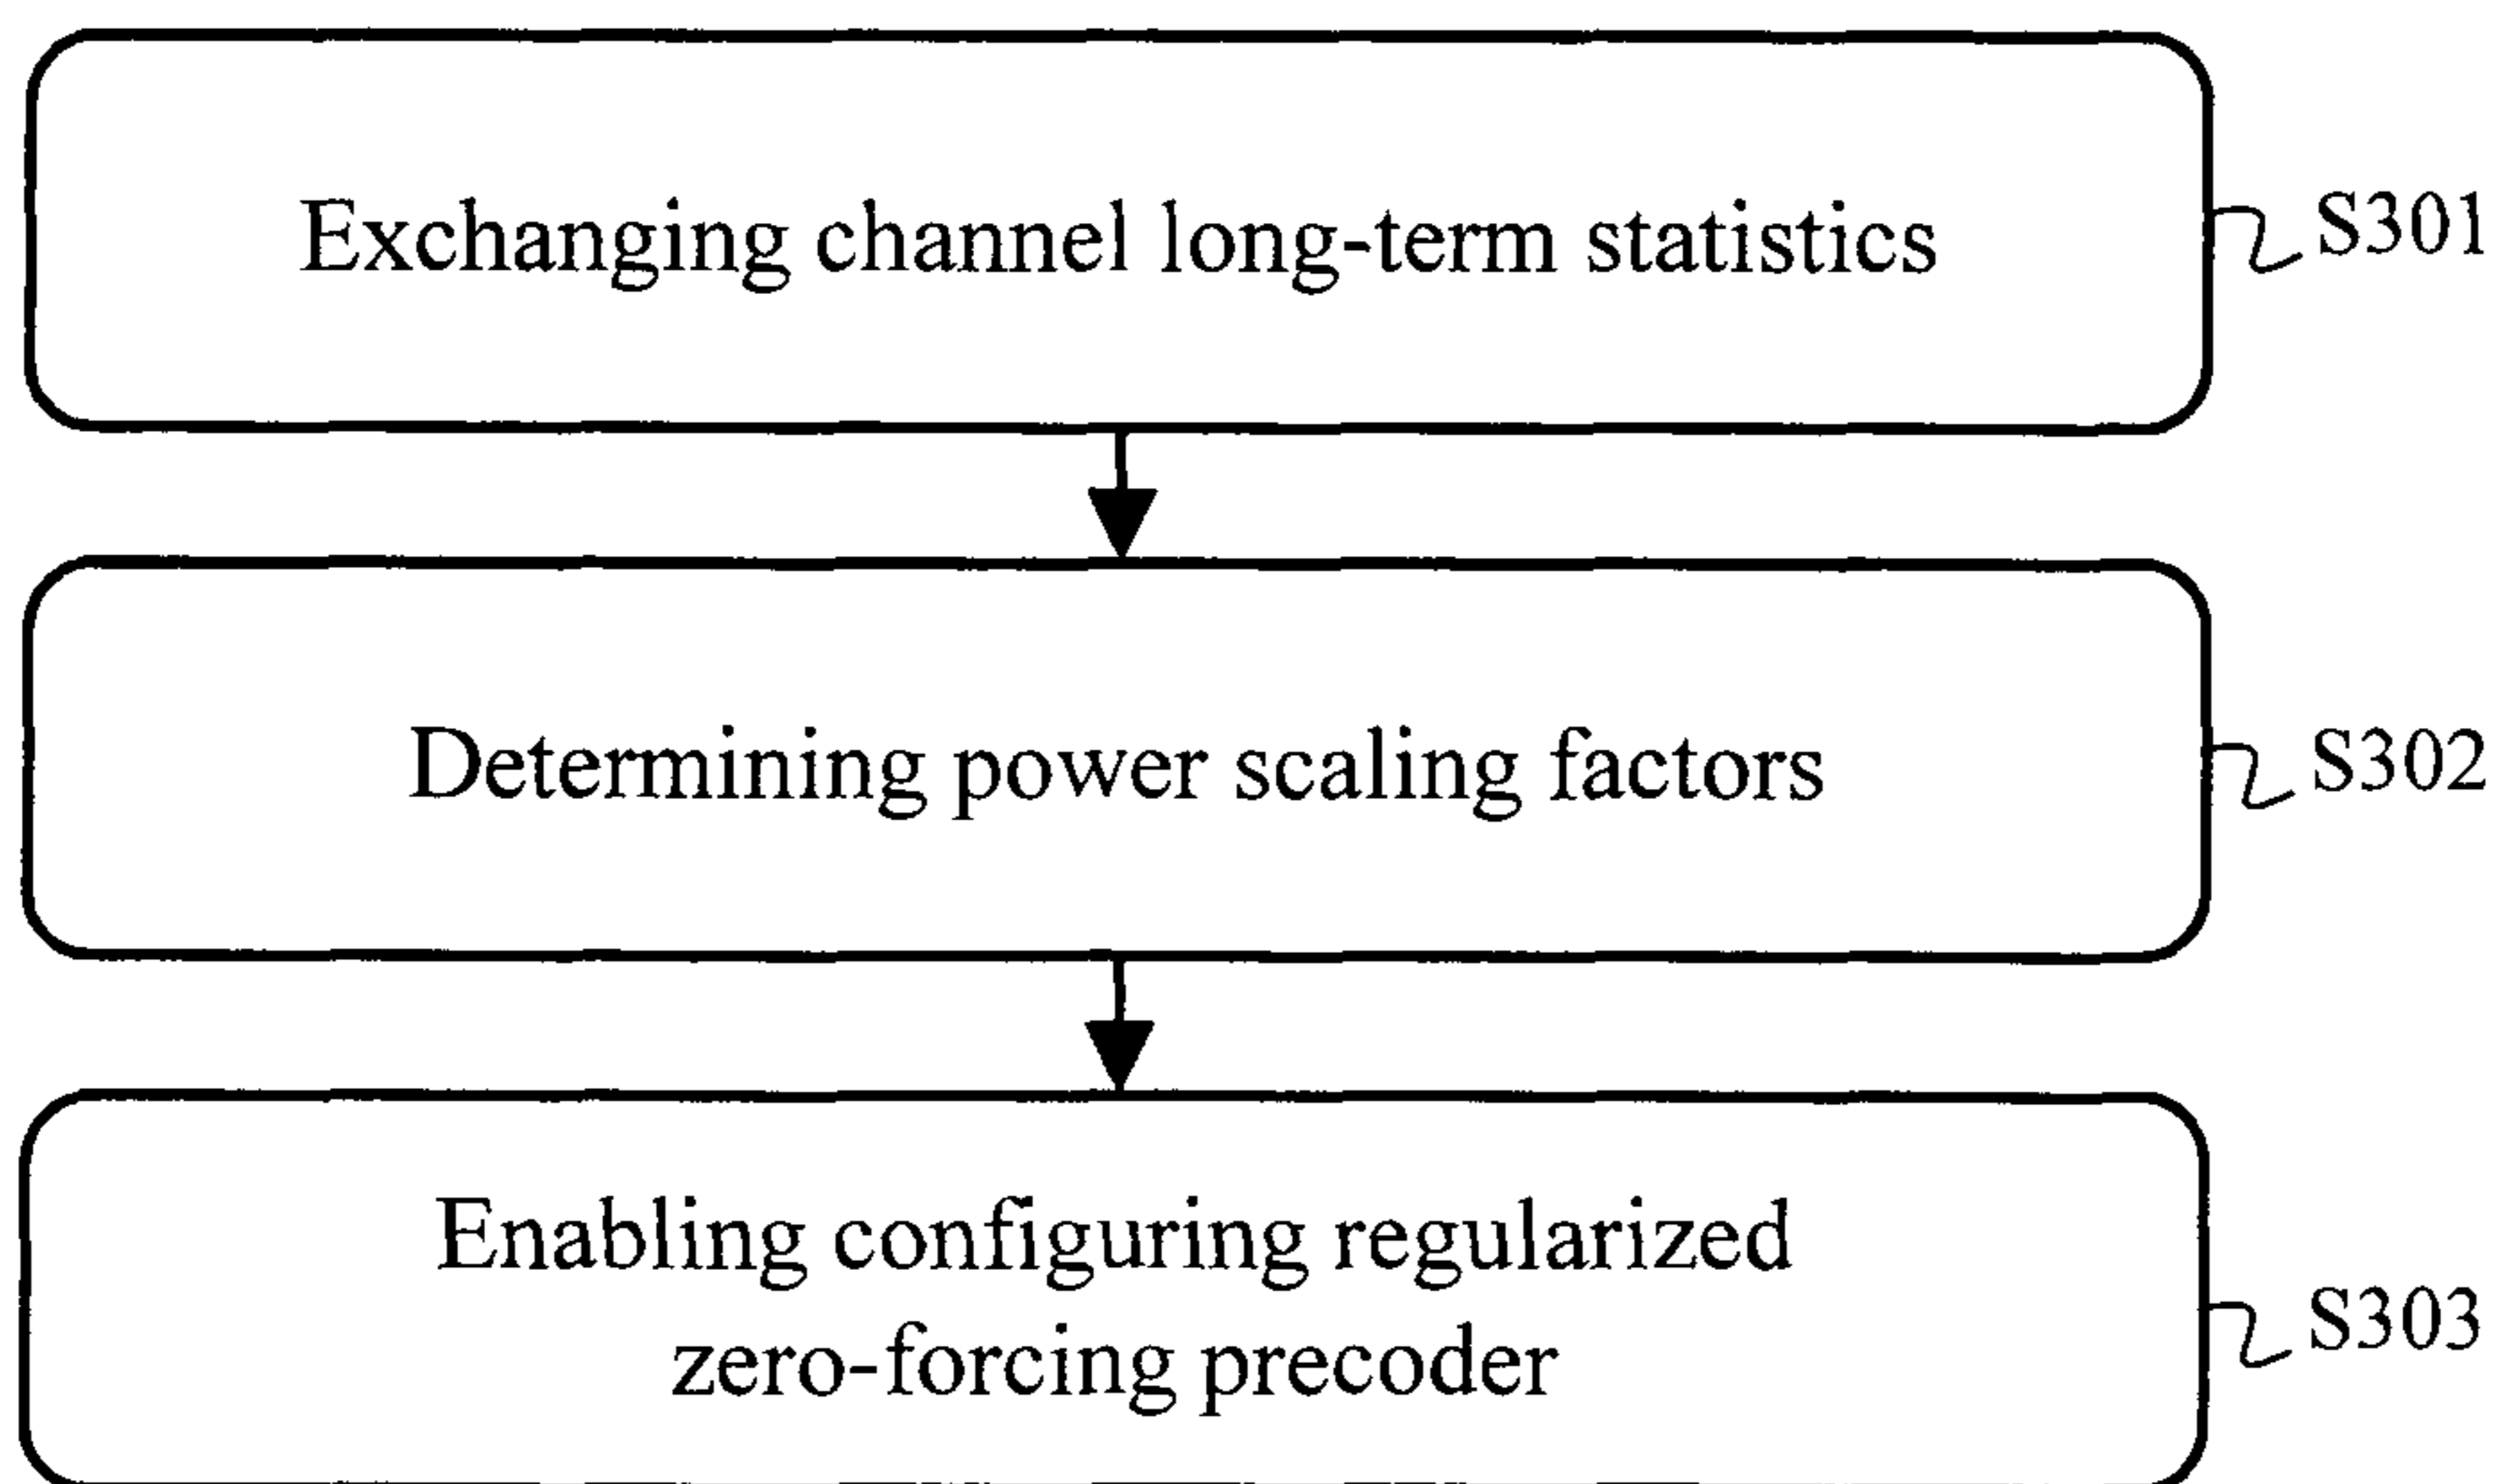 Exchanging channel long-term statistics
S301
Determining power scaling factors
S302
Enabling configuring regularized
zero-forcing precoder
S303